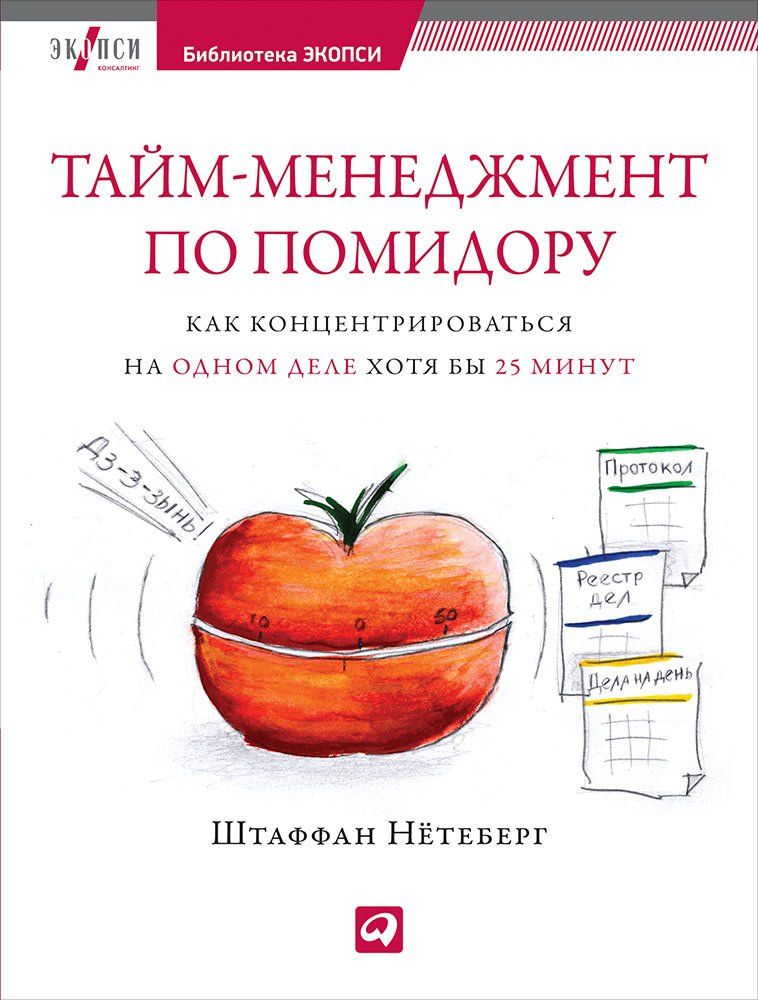 ЭКОПСИ
КОНСАЛТИНГ
Библиотека ЭКОПСИ
ТАЙМ-МЕНЕДЖМЕНТ
ПО ПОМИДОРУ
КАК КОНЦЕНТРИРОВАТЬСЯ
НА ОДНОМ ДЕЛЕ ХОТЯ БЫ 25 МИНУТ
Дз-э-зынь!
Протокол
Реестр
дел
Дела на день
10 0 50
Штаффан Нётеберг